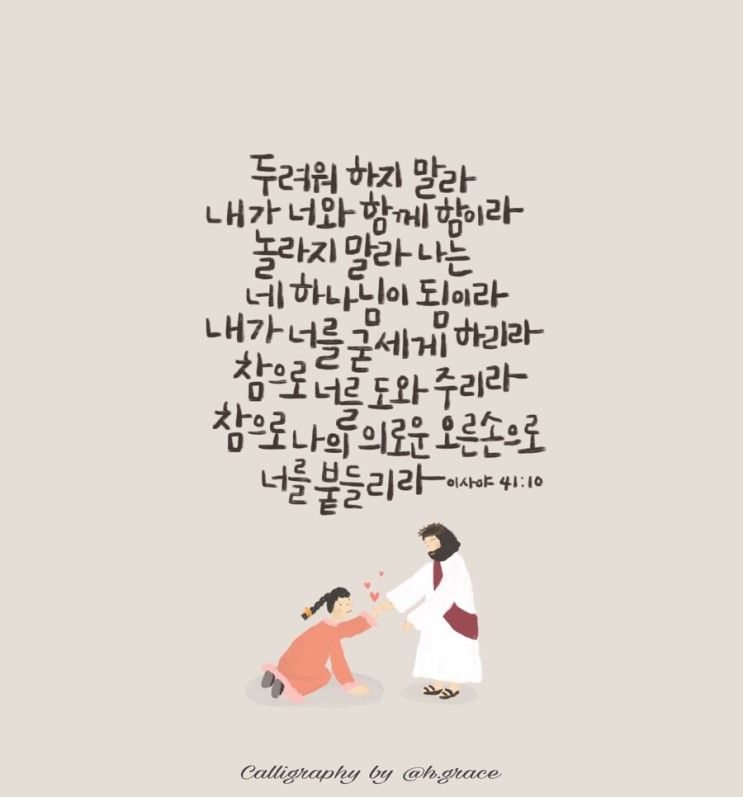 두려워 하지 말라
내가 너와 함께 함이라
놀라지 말라 나는
네 하나님이 됨이라
내가 너를 굳세게 하리라
참으로 너를 도와 주리라
참으로 나의 의로운 오른손으로
너를 붙들리라 이사야 41:10
Calligraphy by @h.grace